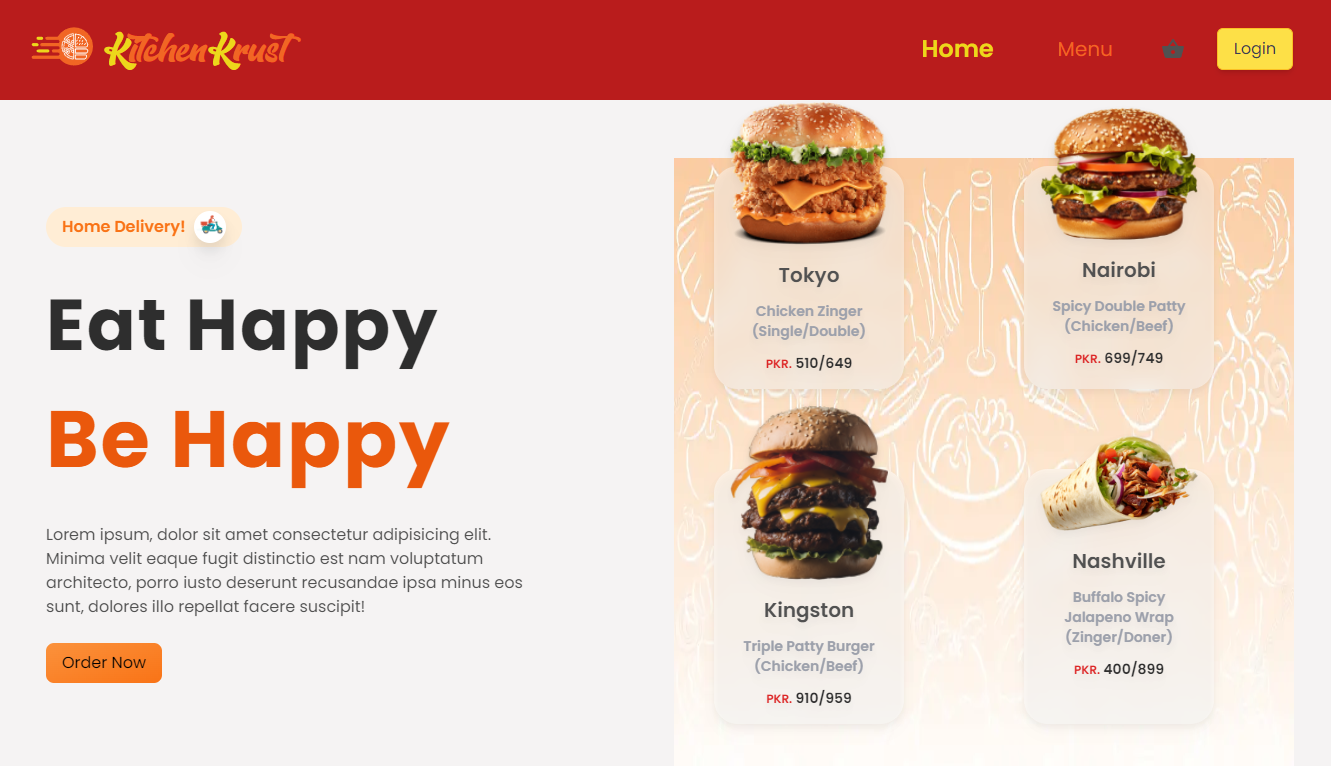 KitchenKrust
Home
Menu
Login
Home Delivery!
Eat Happy
Be Happy
Lorem ipsum, dolor sit amet consectetur adipisicing elit.
Minima velit eaque fugit distinctio est nam voluptatum
architecto, porro iusto deserunt recusandae ipsa minus eos
sunt, dolores illo repellat facere suscipit!
Order Now
Tokyo
Chicken Zinger
(Single/Double)
PKR. 510/649
Nairobi
Spicy Double Patty
(Chicken/Beef)
PKR. 699/749
Kingston
Triple Patty Burger
(Chicken/Beef)
PKR. 910/959
Nashville
Buffalo Spicy
Jalapeno Wrap
(Zinger/Doner)
PKR. 400/899